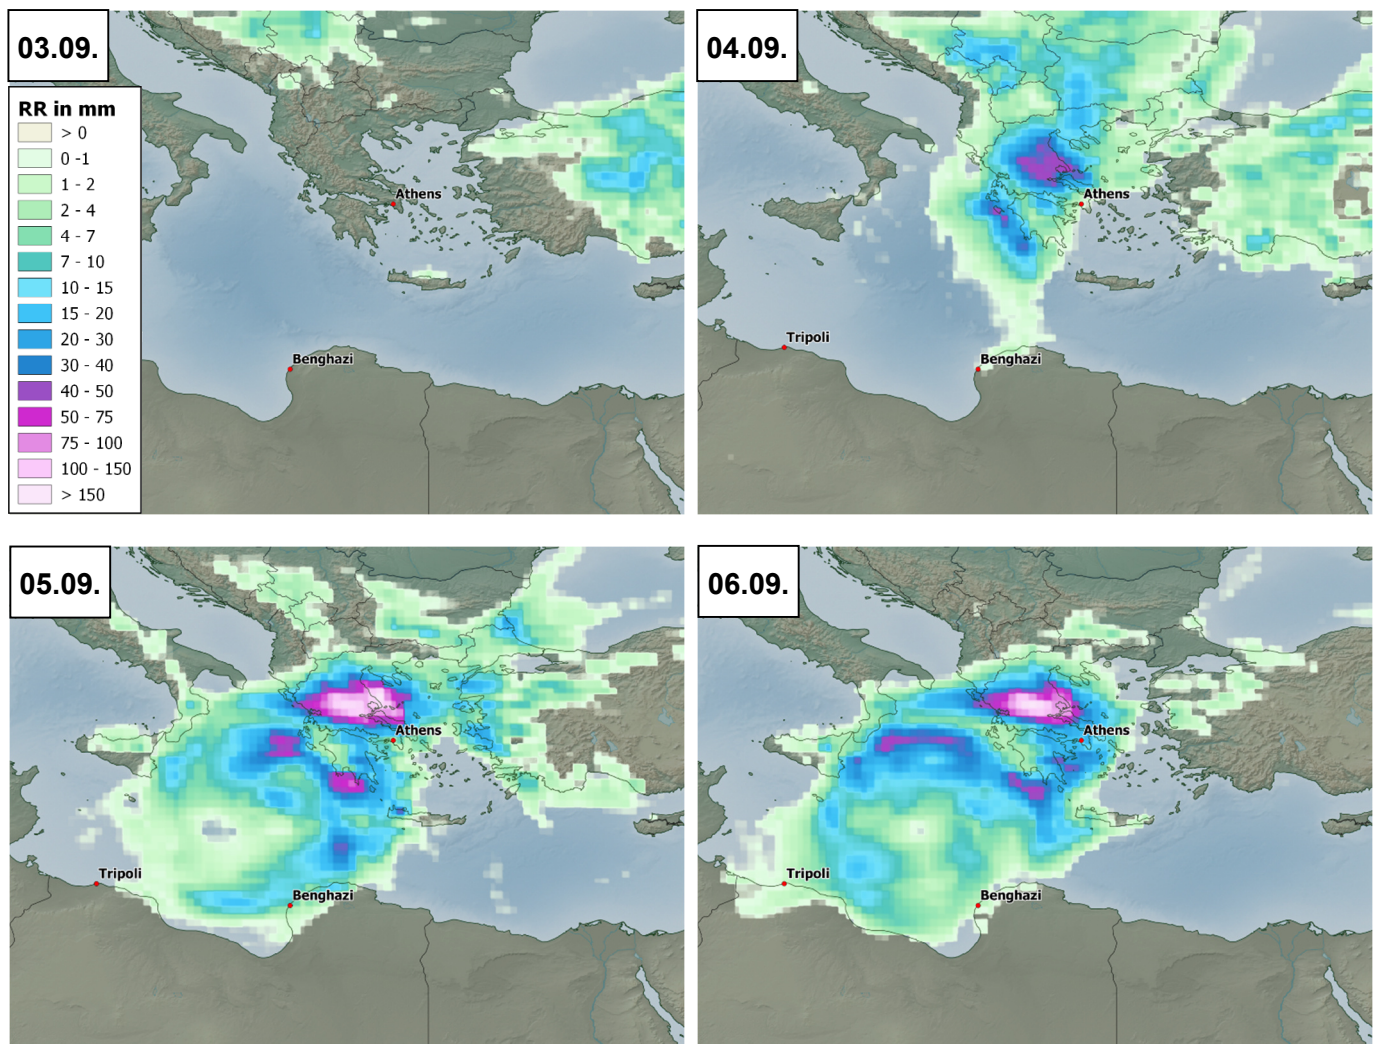 03.09.
RR in mm
> 0
0 -1
1 - 2
2 - 4
4 - 7
7 - 10
10 - 15
15 - 20
20 - 30
30 - 40
40 - 50
50 - 75
75 - 100
100 - 150
> 150
Athens
Benghazi
04.09.
Athens
Tripoli
Benghazi
05.09.
Athens
Tripoli
Benghazi
06.09.
Athens
Tripoli
Benghazi